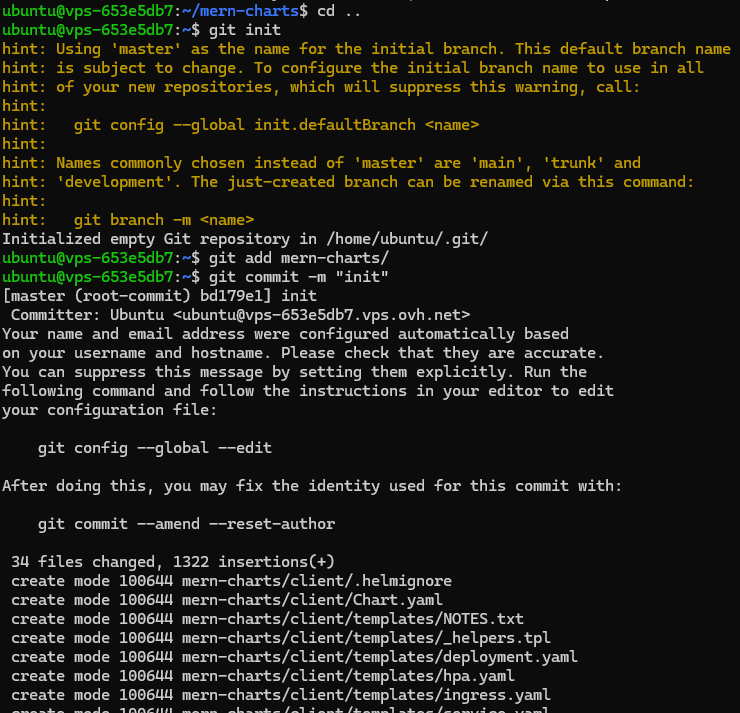 ubuntu@vps-653e5db7:~/mern-charts$ cd ..
ubuntu@vps-653e5db7:~$ git init
hint: Using 'master' as the name for the initial branch. This default branch name
hint: is subject to change. To configure the initial branch name to use in all
hint: of your new repositories, which will suppress this warning, call:
hint:
hint:   git config --global init.defaultBranch <name>
hint:
hint: Names commonly chosen instead of 'master' are 'main', 'trunk' and
hint: 'development'. The just-created branch can be renamed via this command:
hint:
hint:   git branch -m <name>
Initialized empty Git repository in /home/ubuntu/.git/
ubuntu@vps-653e5db7:~$ git add mern-charts/
ubuntu@vps-653e5db7:~$ git commit -m "init"
[master (root-commit) bd179e1] init
 Committer: Ubuntu <ubuntu@vps-653e5db7.vps.ovh.net>
Your name and email address were configured automatically based
on your username and hostname. Please check that they are accurate.
You can suppress this message by setting them explicitly. Run the
following command and follow the instructions in your editor to edit
your configuration file:
    git config --global --edit
After doing this, you may fix the identity used for this commit with:
    git commit --amend --reset-author
 34 files changed, 1322 insertions(+)
 create mode 100644 mern-charts/client/.helmignore
 create mode 100644 mern-charts/client/Chart.yaml
 create mode 100644 mern-charts/client/templates/NOTES.txt
 create mode 100644 mern-charts/client/templates/_helpers.tpl
 create mode 100644 mern-charts/client/templates/deployment.yaml
 create mode 100644 mern-charts/client/templates/hpa.yaml
 create mode 100644 mern-charts/client/templates/ingress.yaml
 create mode 100644 mern-charts/client/templates/service.yaml